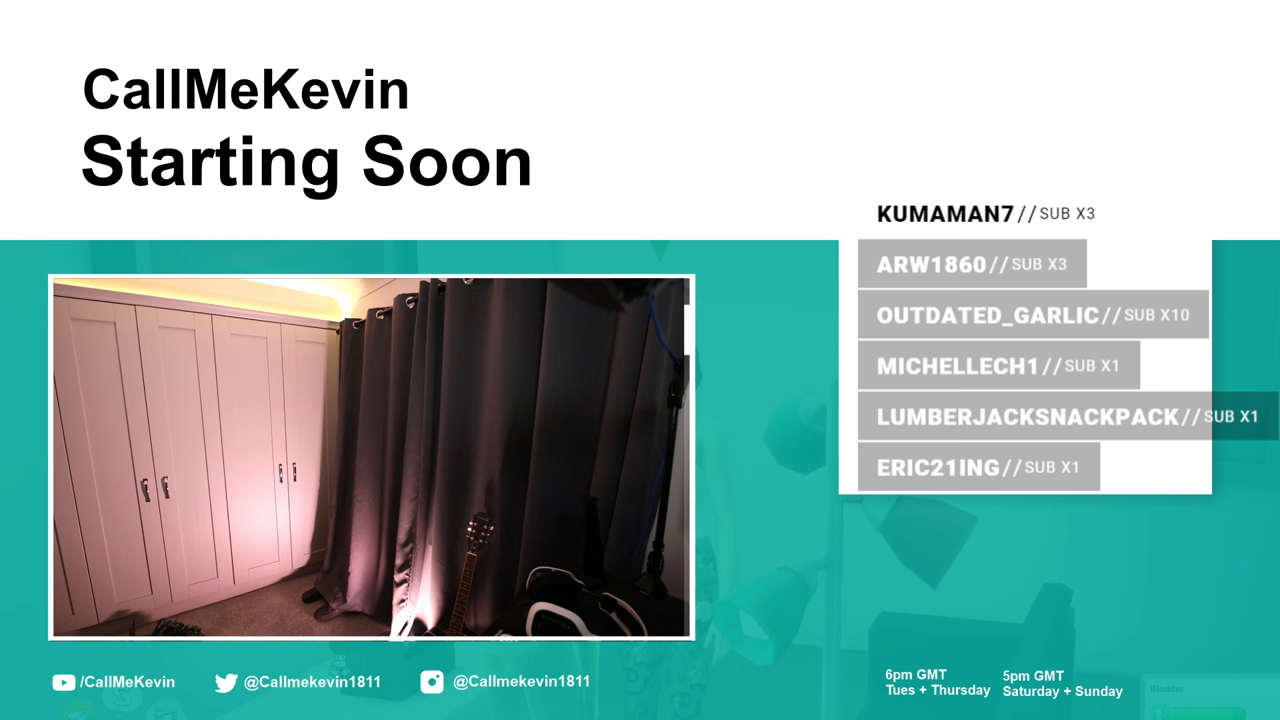 CallMeKevin
Starting Soon
KUMAMAN7//SUB X3
ARW1860//SUB X3
OUTDATED_GARLIC//SUB X10
MICHELLECH1//SUB X1
LUMBERJACKSNACKPACK//SUB X1
ERIC21ING//SUB X1
/CallMeKevin
@Callmekevin1811
@Callmekevin1811
6pm GMT
Tues + Thursday
5pm GMT
Saturday + Sunday
Bladder